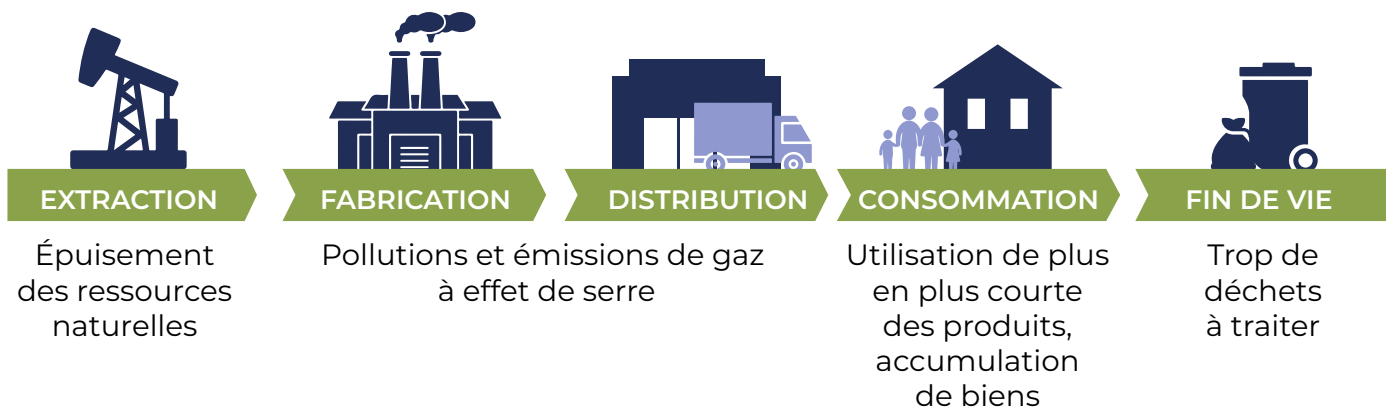 EXTRACTION
FABRICATION
DISTRIBUTION
CONSOMMATION
FIN DE VIE
Épuisement
des ressources
naturelles
Pollutions et émissions de gaz
à effet de serre
Utilisation de plus
en plus courte
des produits,
accumulation
de biens
Trop de
déchets
à traiter